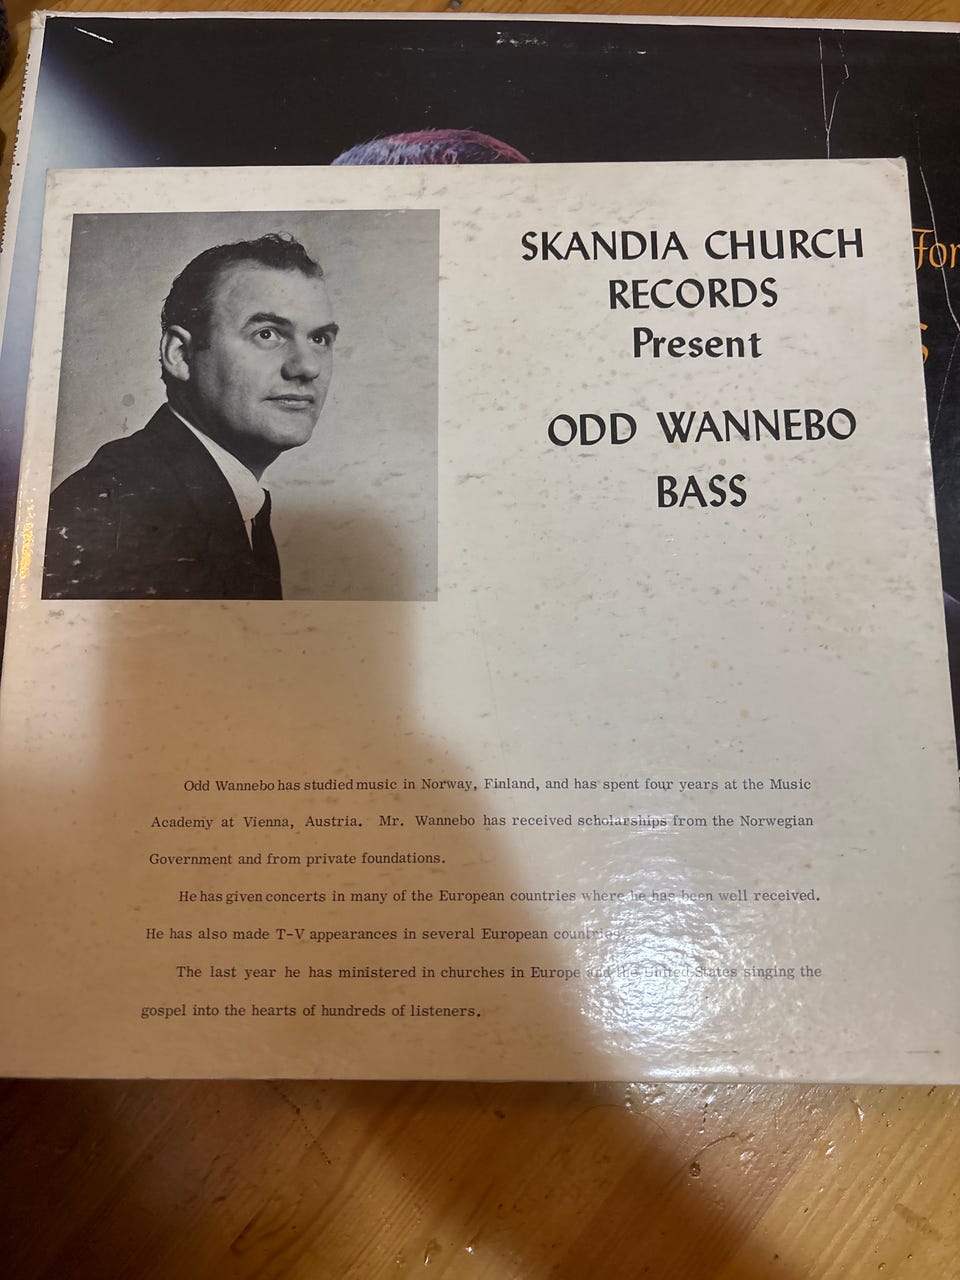 SKANDIA CHURCH
RECORDS
Present
ODD WANNEBO
BASS
For
Odd Wannebo has studied music in Norway, Finland, and has spent four years at the Music
Academy at Vienna, Austria. Mr. Wannebo has received scholarships from the Norwegian
Government and from private foundations.
He has given concerts in many of the European countries where he has been well received.
He has also made T-V appearances in several European countries.
The last year he has ministered in churches in Europe and the United States singing the
gospel into the hearts of hundreds of listeners.